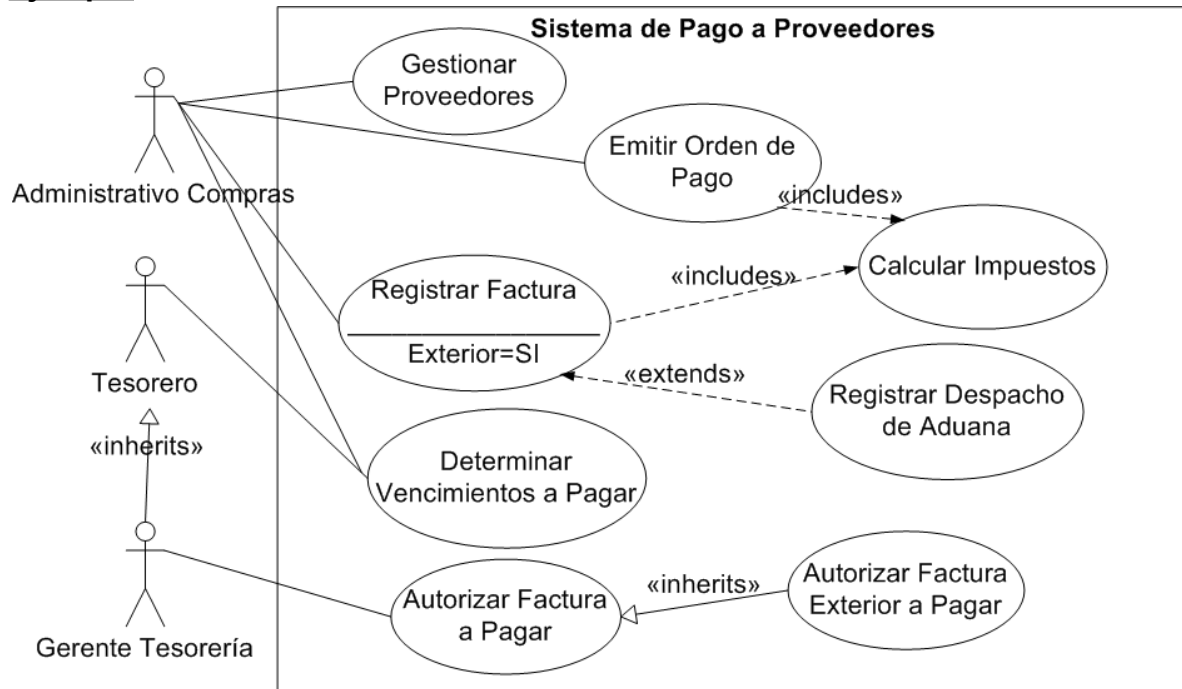 Sistema de Pago a Proveedores
Gestionar
Proveedores
Administrativo Compras
Emitir Orden de
Pago
«includes»
Calcular Impuestos
«includes»
Registrar Factura
Exterior=SI
«extends»
Registrar Despacho
de Aduana
Tesorero
«inherits»
Determinar
Vencimientos a Pagar
Gerente Tesorería
Autorizar Factura
a Pagar
«inherits»
Autorizar Factura
Exterior a Pagar